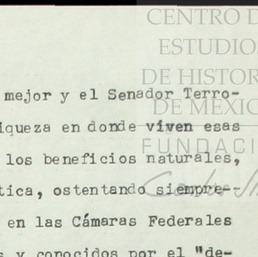 CENTRO D
ESTUDIOS
DE HISTOR
DE MÉXIC
FUNDACI
mejor y el Senador Terro-
iqueza en donde viven esas
los beneficios naturales,
tica, ostentando siempre-
en las Cámaras Federales
s y conocidos por el "de-